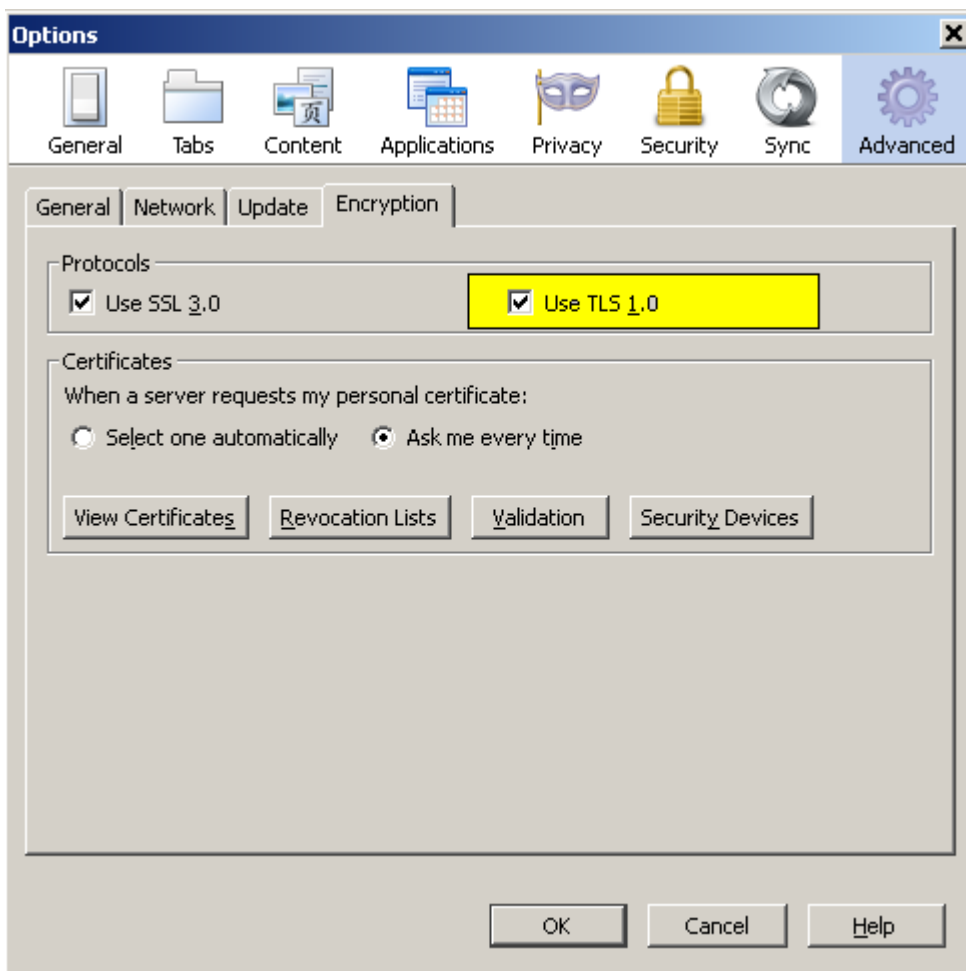 Options
General Tabs Content Applications Privacy Security Sync Advanced
General Network Update Encryption
Protocols
Use SSL 3.0 Use TLS 1.0
Certificates
When a server requests my personal certificate:
Select one automatically Ask me every time
View Certificates Revocation Lists Validation Security Devices
OK Cancel Help
页